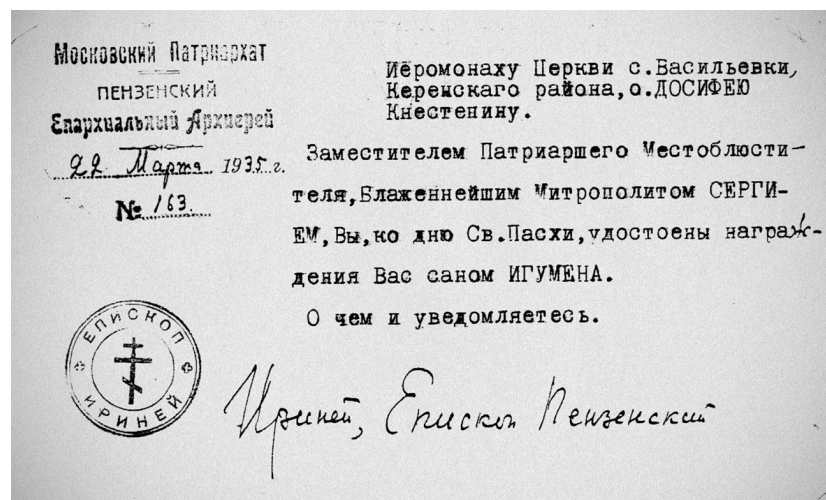 Московский Патриархат
ПЕНЗЕНСКИЙ
Епархиальный Архиерей
22 Марта 1935 г.
№ 163.
Иеромонаху Церкви с.Васильевки,
Керенскаго района,о.ДОСИФЕЮ
Кнестепину.
Заместителем Патриаршего Местоблюсти-
теля,Блаженнейшим Митрополитом СЕРГИ-
ЕМ,Вы,ко дню Св.Пасхи,удостоены награж-
дения Вас саном ИГУМЕНА.
О чем и уведомляетесь.
ЕПИСКОП
ИРИНЕЙ
Ириней, Епископ Пензенский